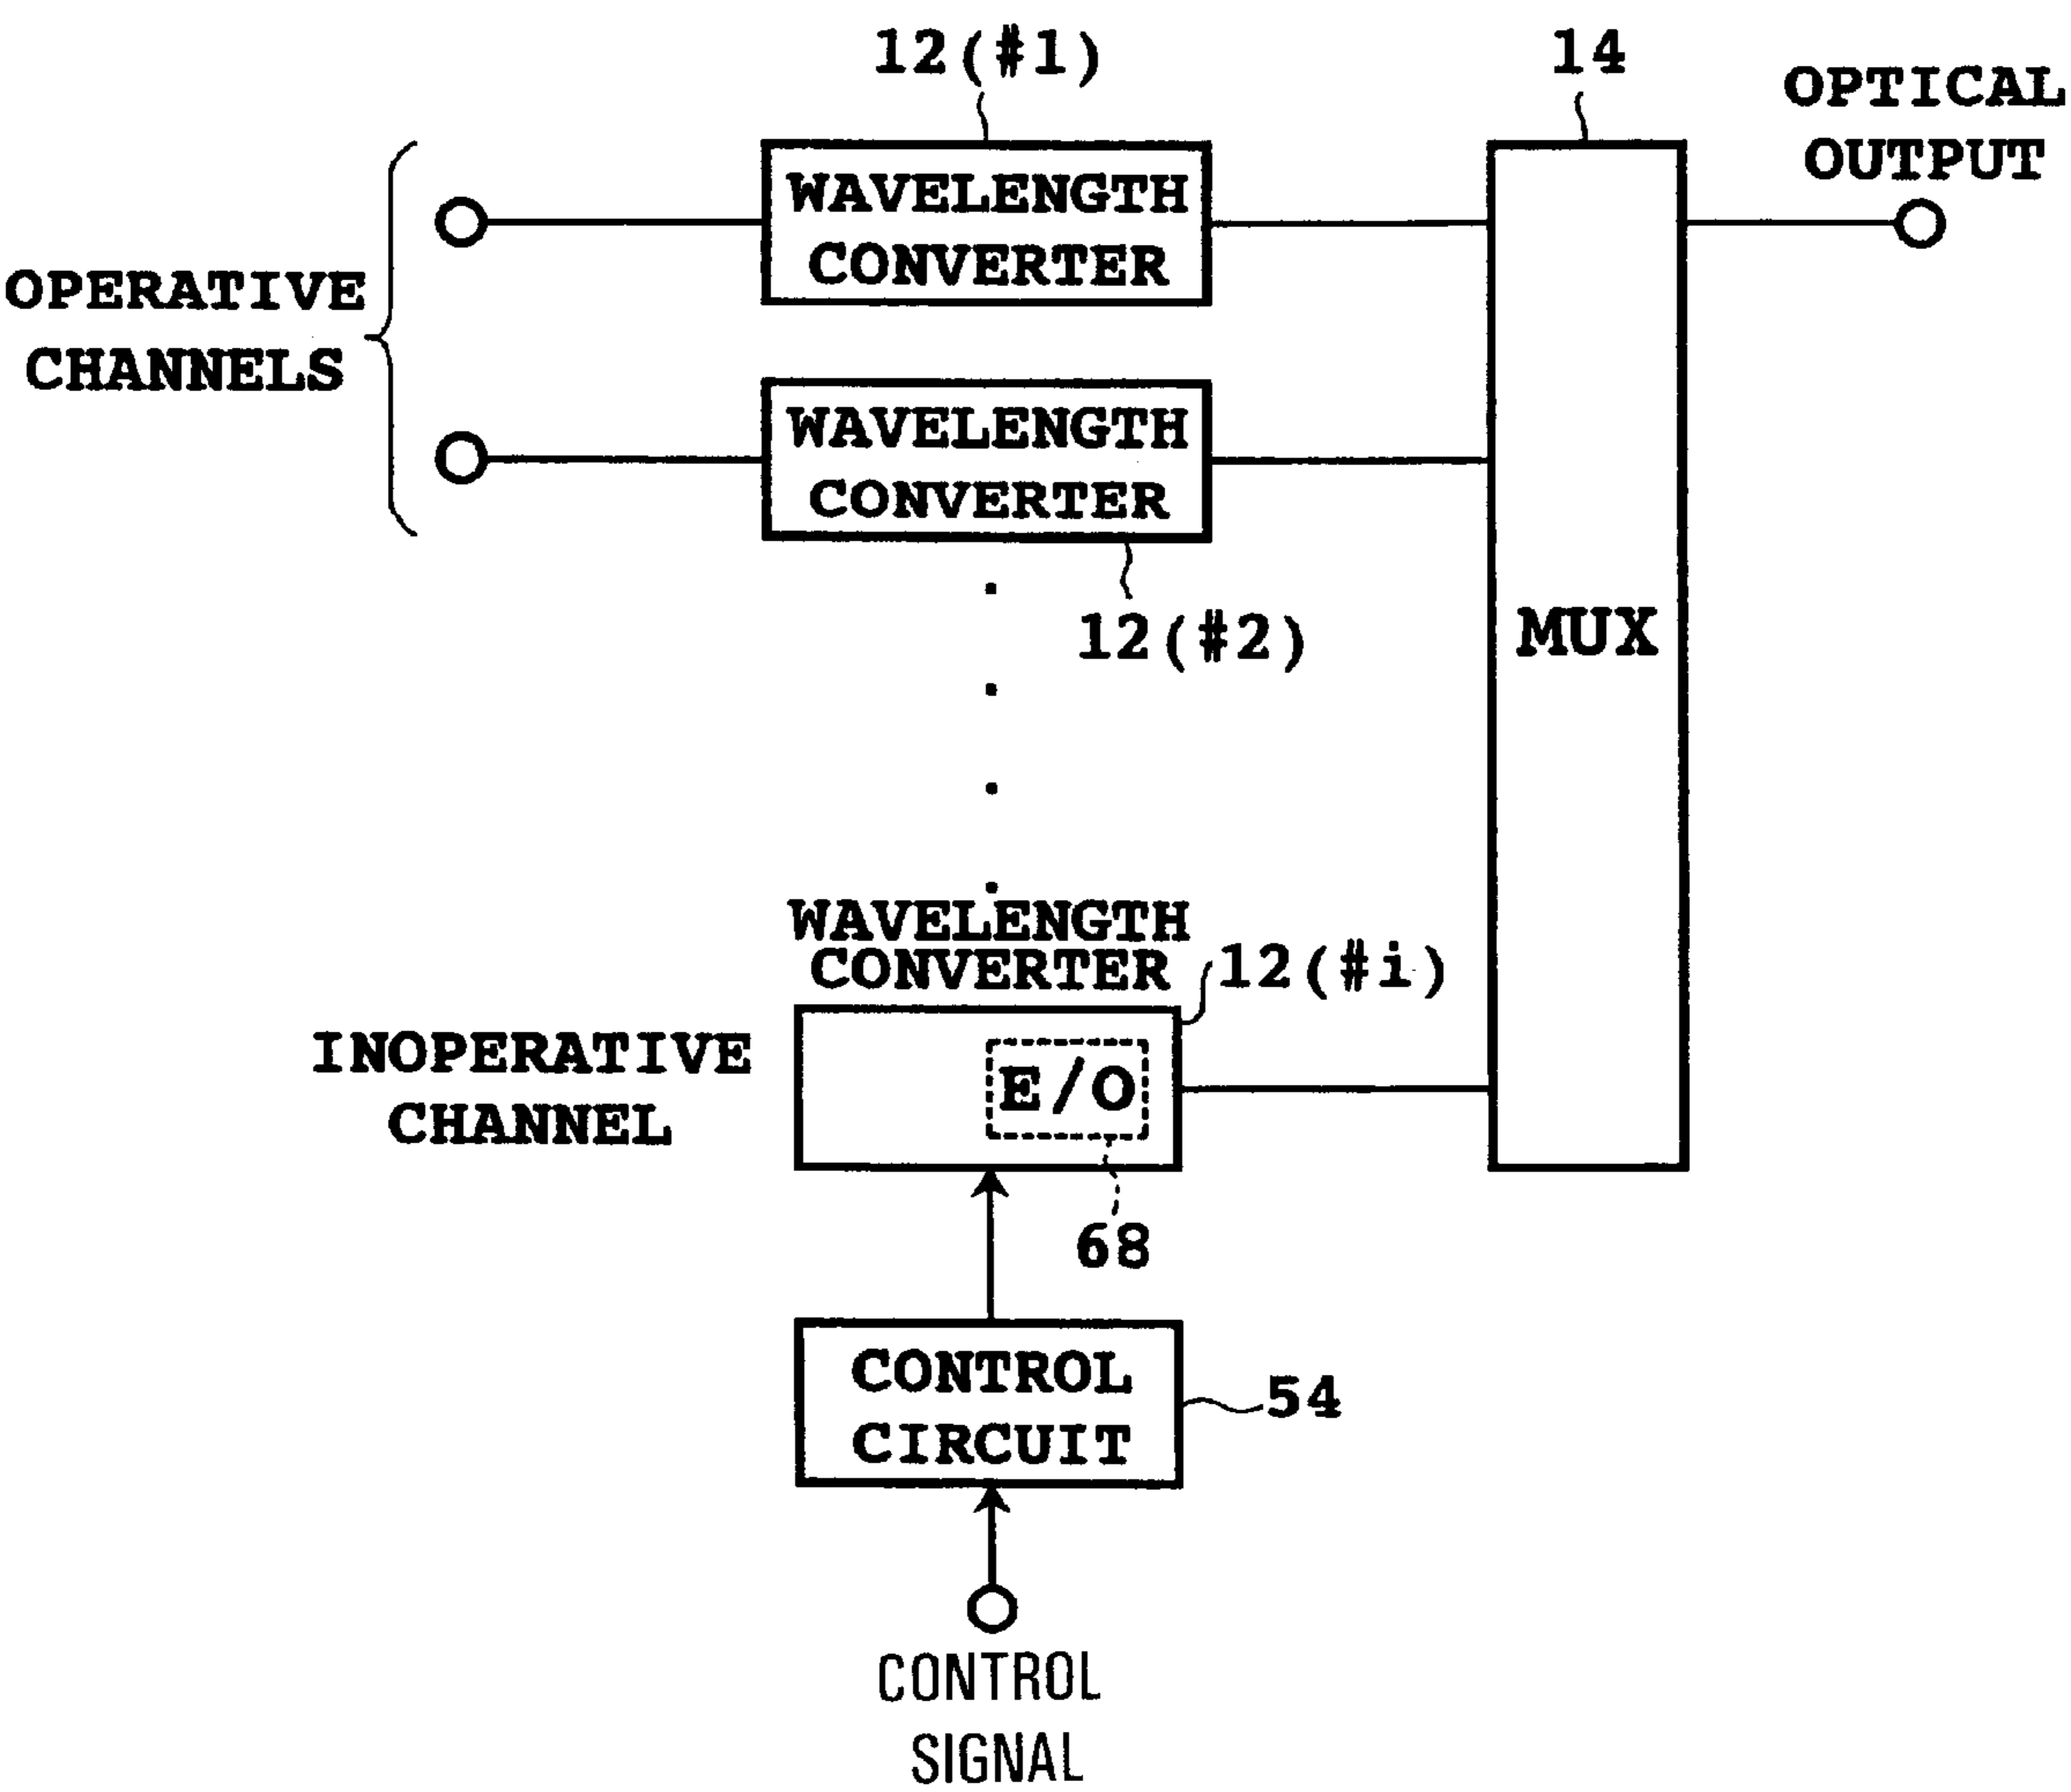 12(#1)
14
OPTICAL
OUTPUT
WAVELENGTH
CONVERTER
OPERATIVE
CHANNELS
WAVELENGTH
CONVERTER
12(#2)
MUX
WAVELENGTH
CONVERTER
12(#i)
INOPERATIVE
CHANNEL
E/O
68
CONTROL
CIRCUIT
54
CONTROL
SIGNAL